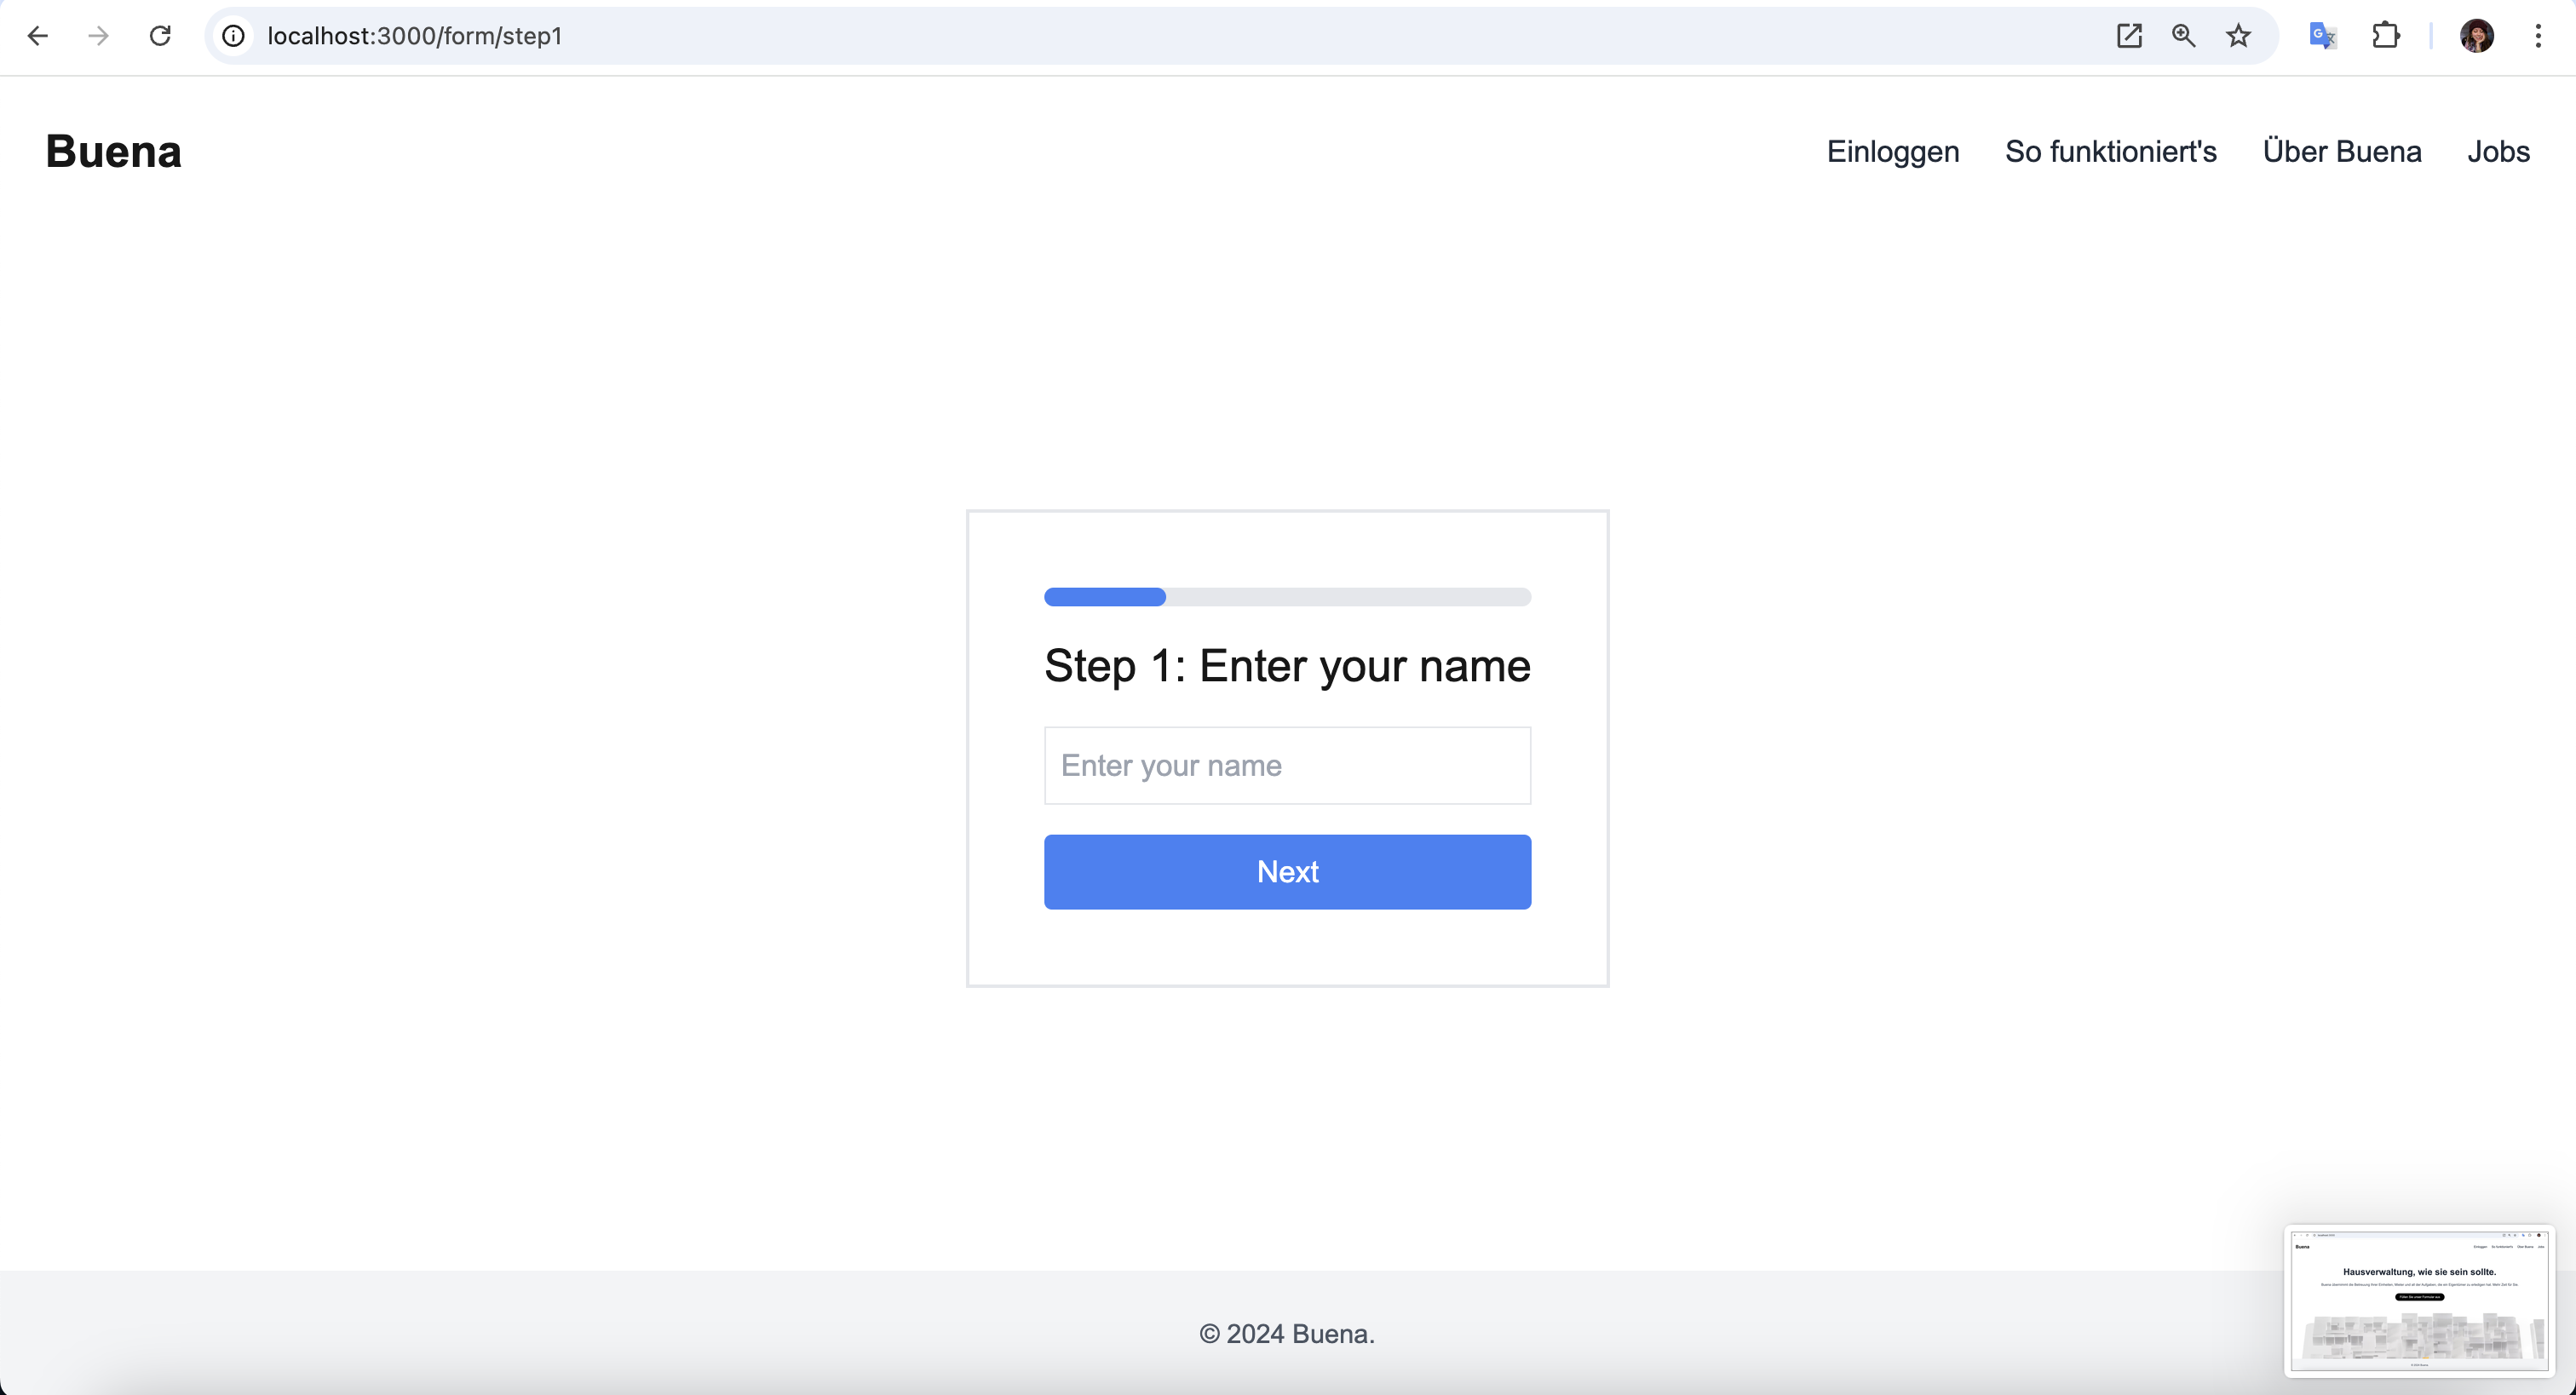 localhost:3000/form/step1
Buena
Einloggen So funktioniert's Über Buena Jobs
Step 1: Enter your name
Enter your name
Next
© 2024 Buena.
Buena
Hausverwaltung, wie sie sein sollte.